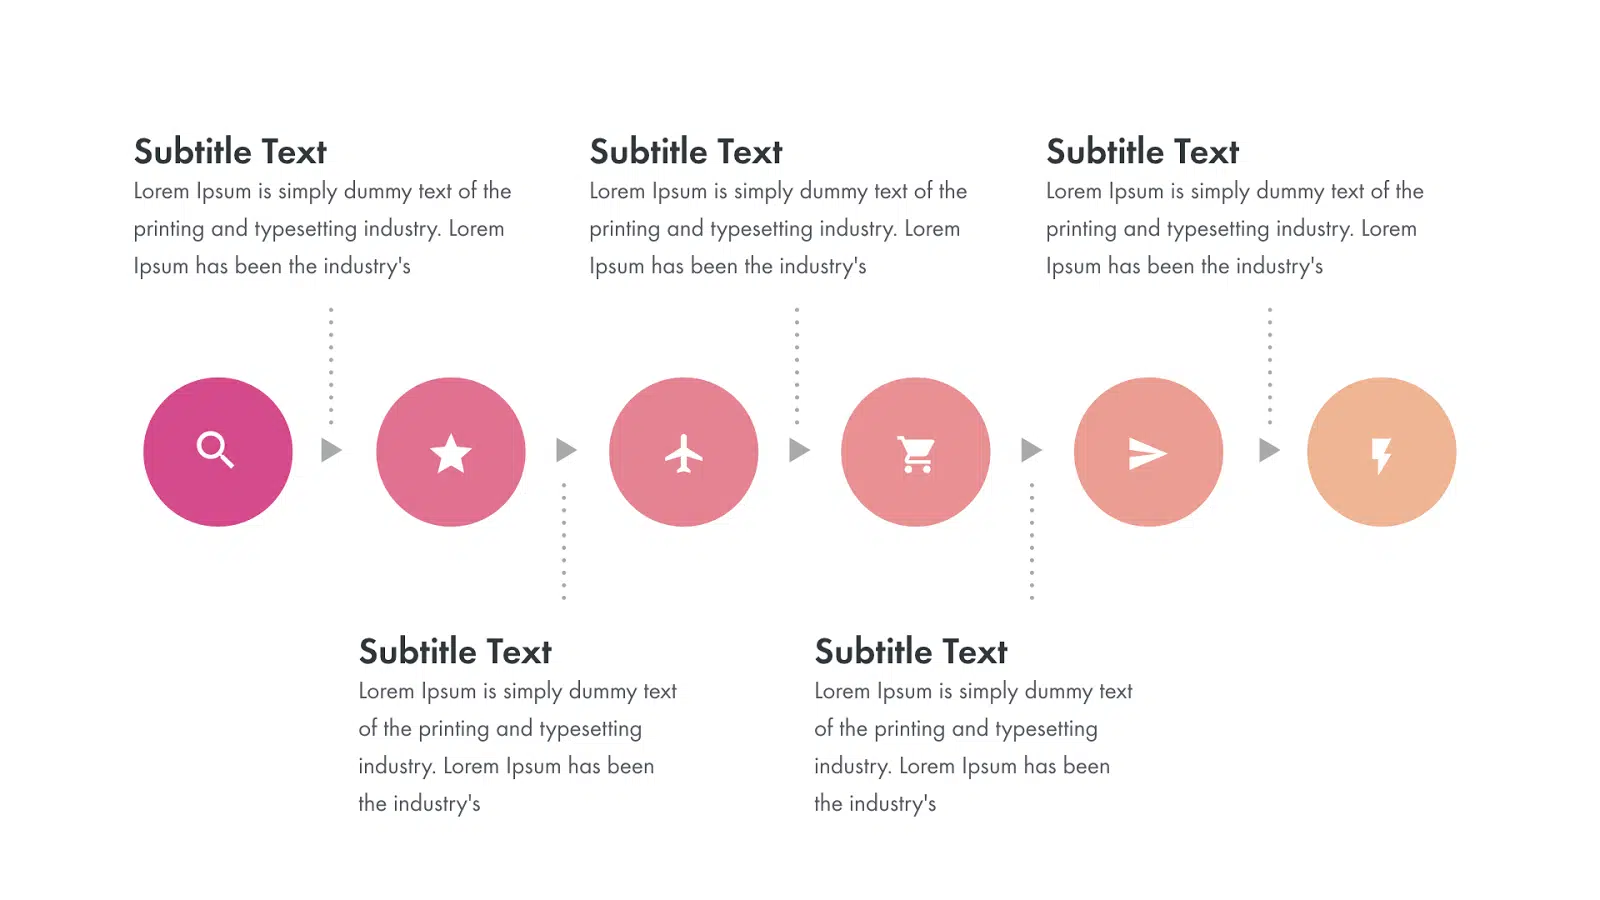 Subtitle Text
Lorem Ipsum is simply dummy text of the
printing and typesetting industry. Lorem
Ipsum has been the industry's
Subtitle Text
Lorem Ipsum is simply dummy text of the
printing and typesetting industry. Lorem
Ipsum has been the industry's
Subtitle Text
Lorem Ipsum is simply dummy text of the
printing and typesetting industry. Lorem
Ipsum has been the industry's
Subtitle Text
Lorem Ipsum is simply dummy text
of the printing and typesetting
industry. Lorem Ipsum has been
the industry's
Subtitle Text
Lorem Ipsum is simply dummy text
of the printing and typesetting
industry. Lorem Ipsum has been
the industry's